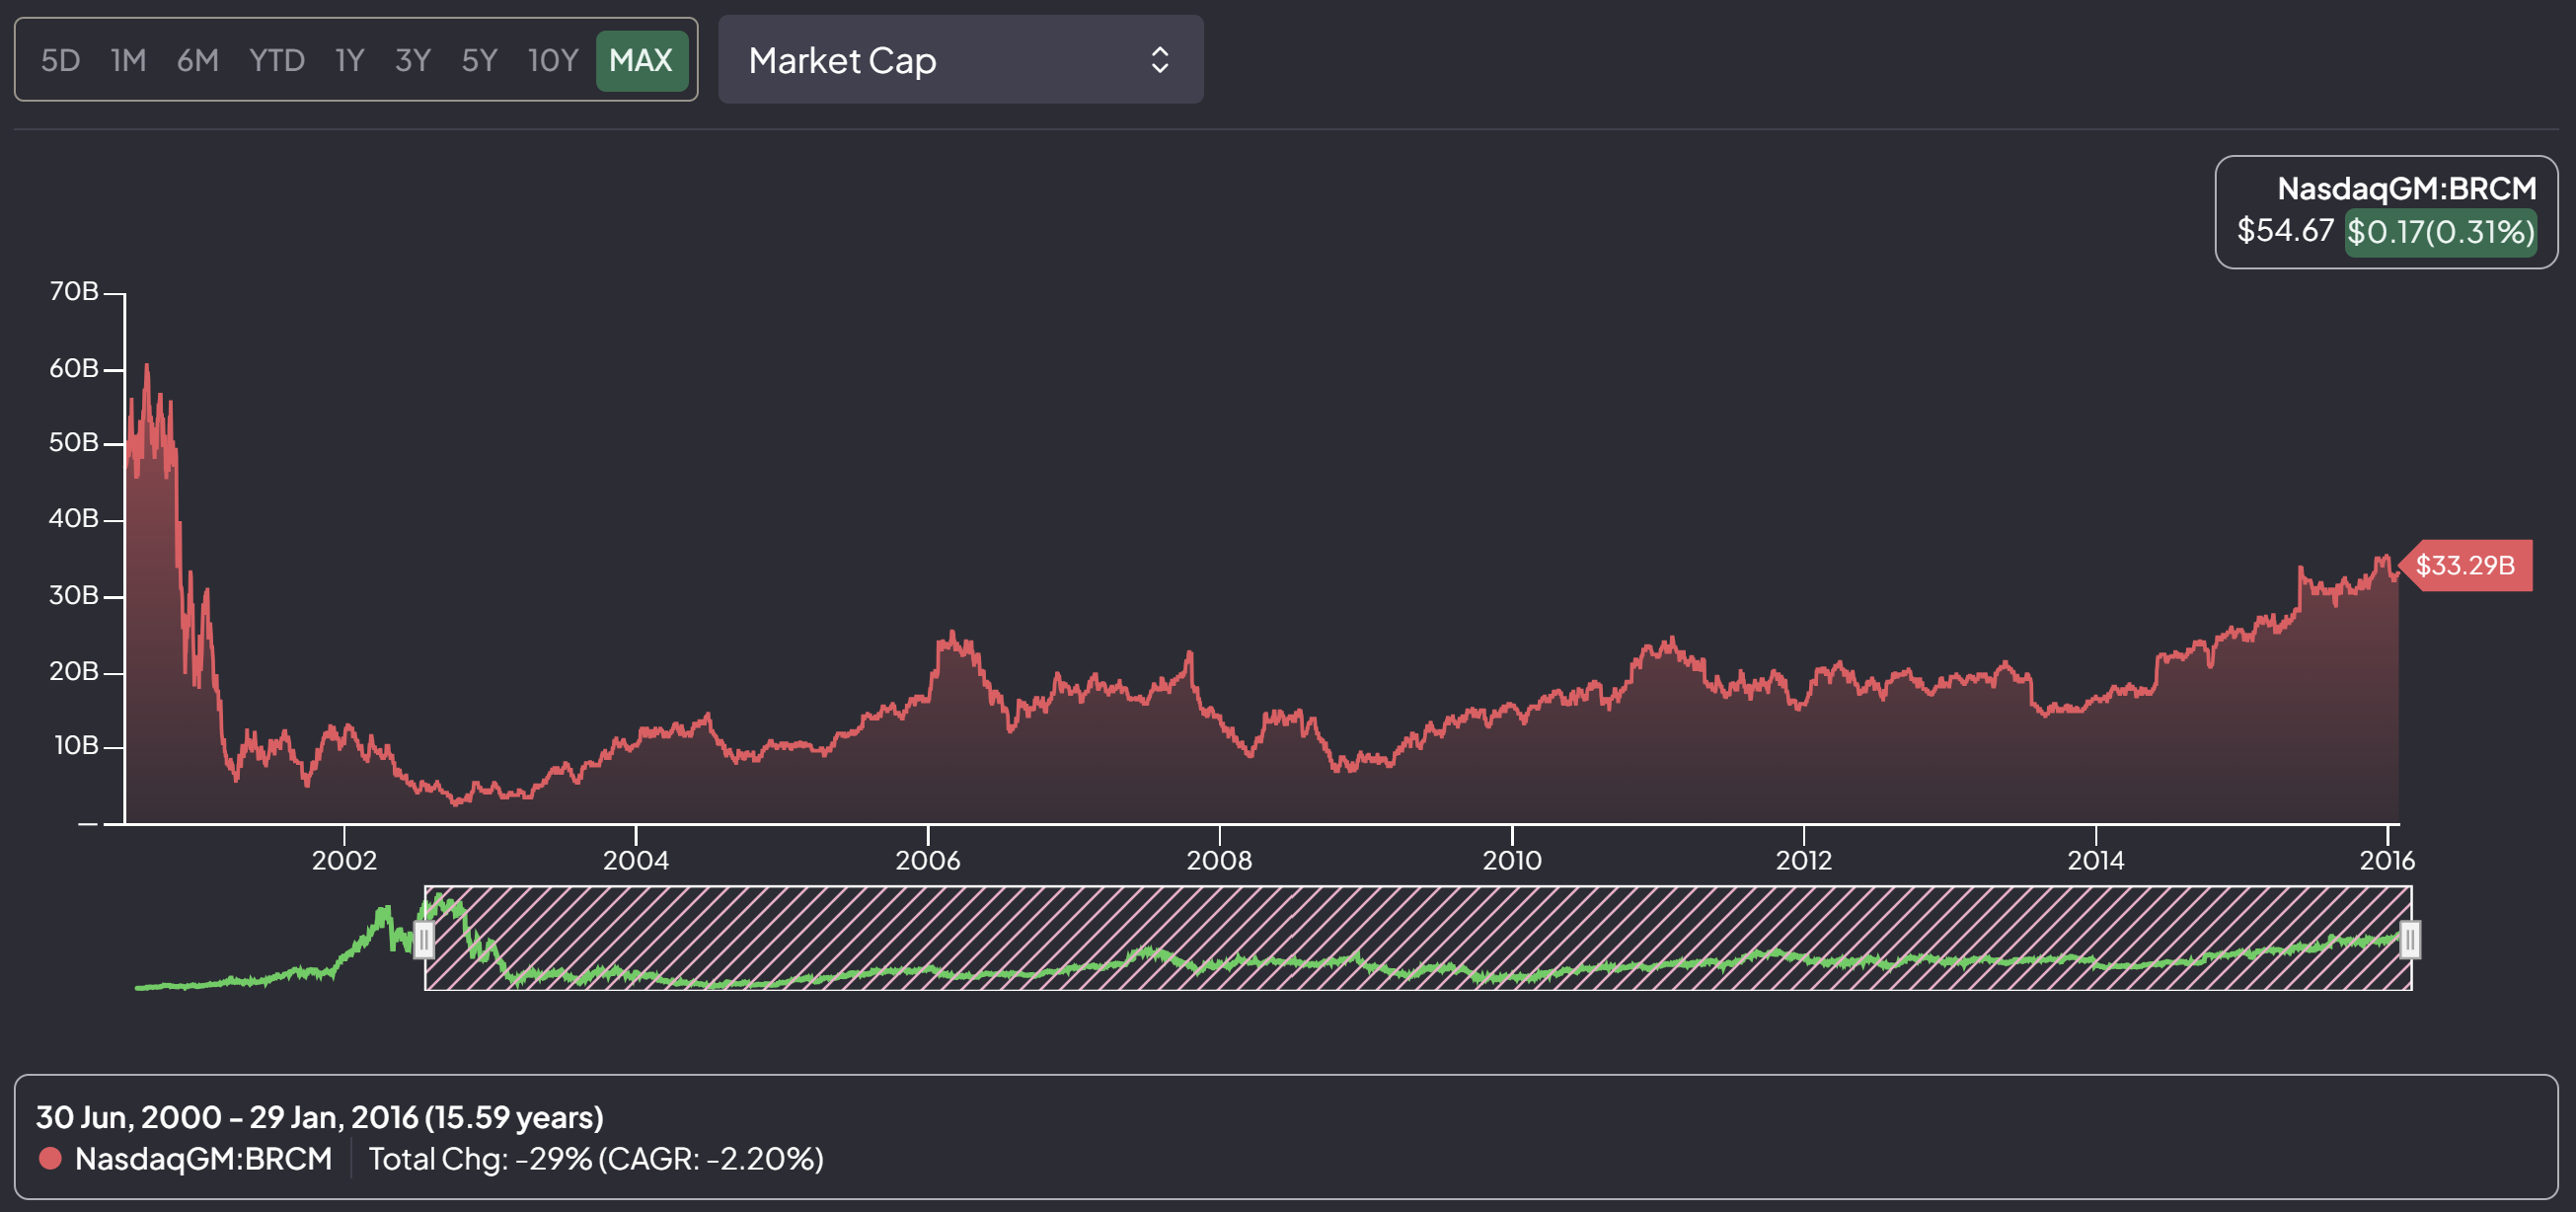 5D 1M 6M YTD 1Y 3Y 5Y 10Y MAX
Market Cap
NasdaqGM:BRCM
$54.67 $0.17(0.31%)
70B
60B
50B
40B
30B
20B
10B
—
$33.29B
2002 2004 2006 2008 2010 2012 2014 2016
30 Jun, 2000 – 29 Jan, 2016 (15.59 years)
NasdaqGM:BRCM Total Chg: -29% (CAGR: -2.20%)